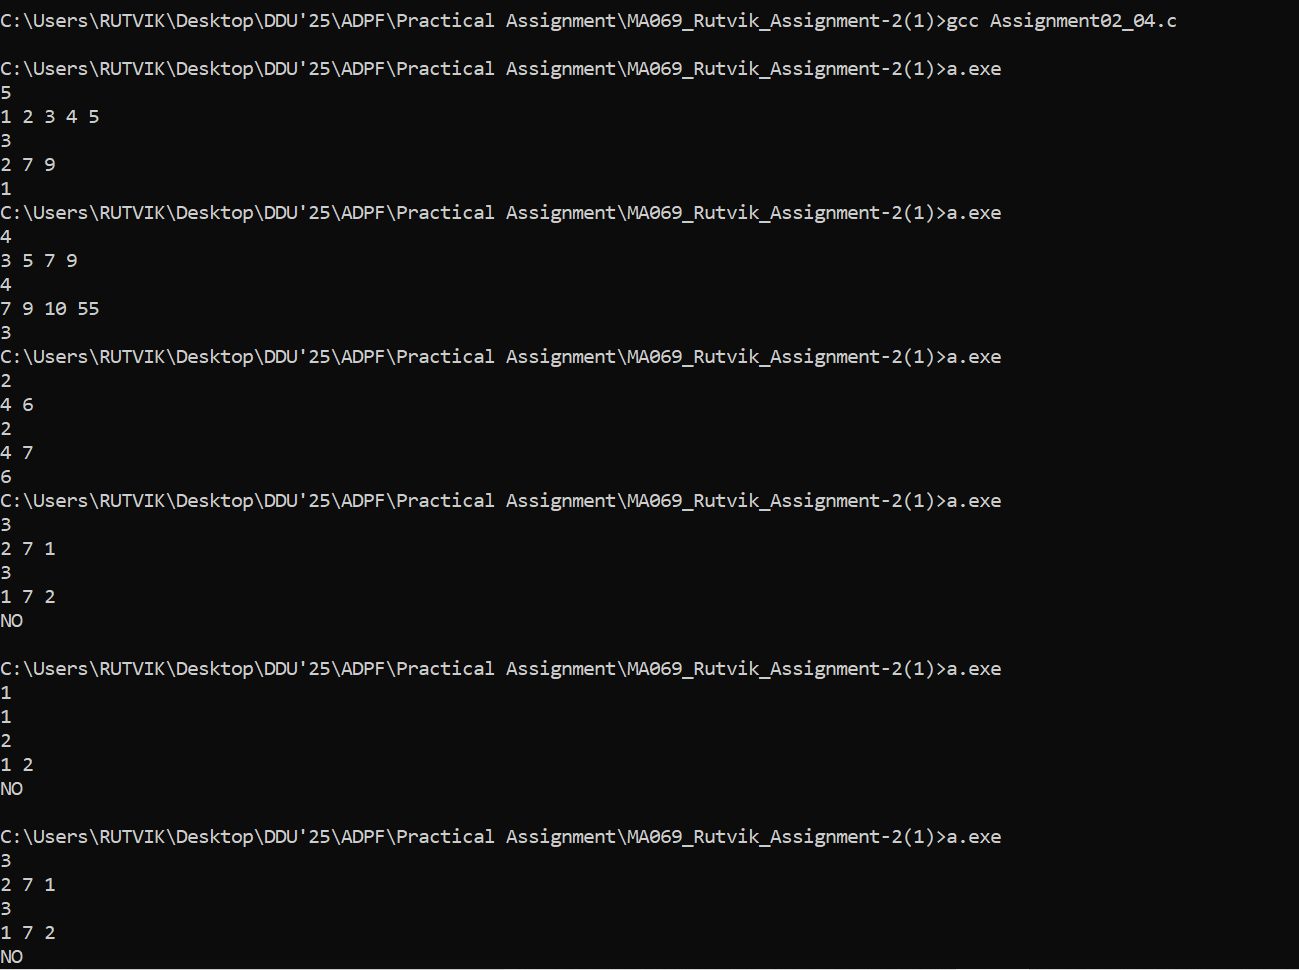 C:\Users\RUTVIK\Desktop\DDU'25\ADPF\Practical Assignment\MA069_Rutvik_Assignment-2(1)>gcc Assignment02_04.c
C:\Users\RUTVIK\Desktop\DDU'25\ADPF\Practical Assignment\MA069_Rutvik_Assignment-2(1)>a.exe
5
1 2 3 4 5
3
2 7 9
1
C:\Users\RUTVIK\Desktop\DDU'25\ADPF\Practical Assignment\MA069_Rutvik_Assignment-2(1)>a.exe
4
3 5 7 9
4
7 9 10 55
3
C:\Users\RUTVIK\Desktop\DDU'25\ADPF\Practical Assignment\MA069_Rutvik_Assignment-2(1)>a.exe
2
4 6
2
4 7
6
C:\Users\RUTVIK\Desktop\DDU'25\ADPF\Practical Assignment\MA069_Rutvik_Assignment-2(1)>a.exe
3
2 7 1
3
1 7 2
NO
C:\Users\RUTVIK\Desktop\DDU'25\ADPF\Practical Assignment\MA069_Rutvik_Assignment-2(1)>a.exe
1
1
2
1 2
NO
C:\Users\RUTVIK\Desktop\DDU'25\ADPF\Practical Assignment\MA069_Rutvik_Assignment-2(1)>a.exe
3
2 7 1
3
1 7 2
NO